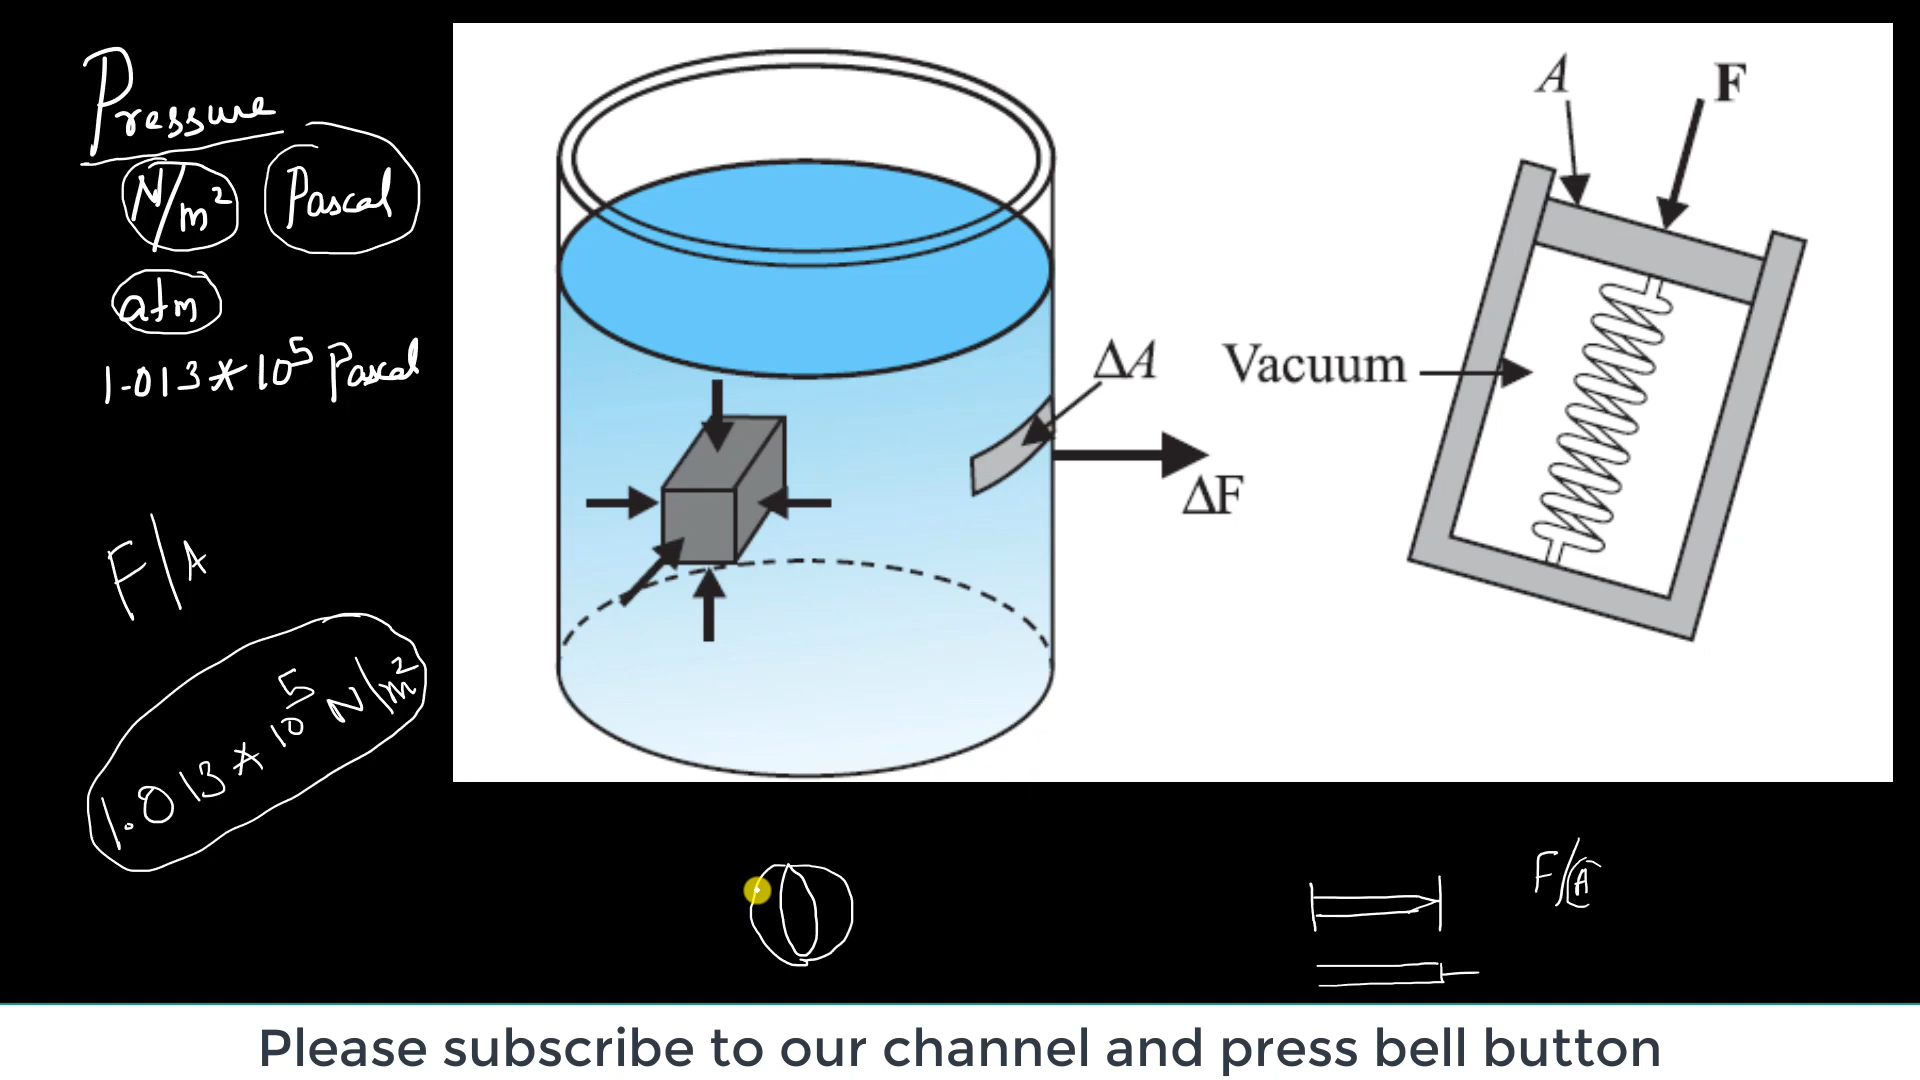 Pressure
N/m² Pascal
atm
1.013*10⁵ Pascal
F/A
1.013*10⁵ N/m²
A F
ΔA Vacuum
ΔF
F/A
Please subscribe to our channel and press bell button